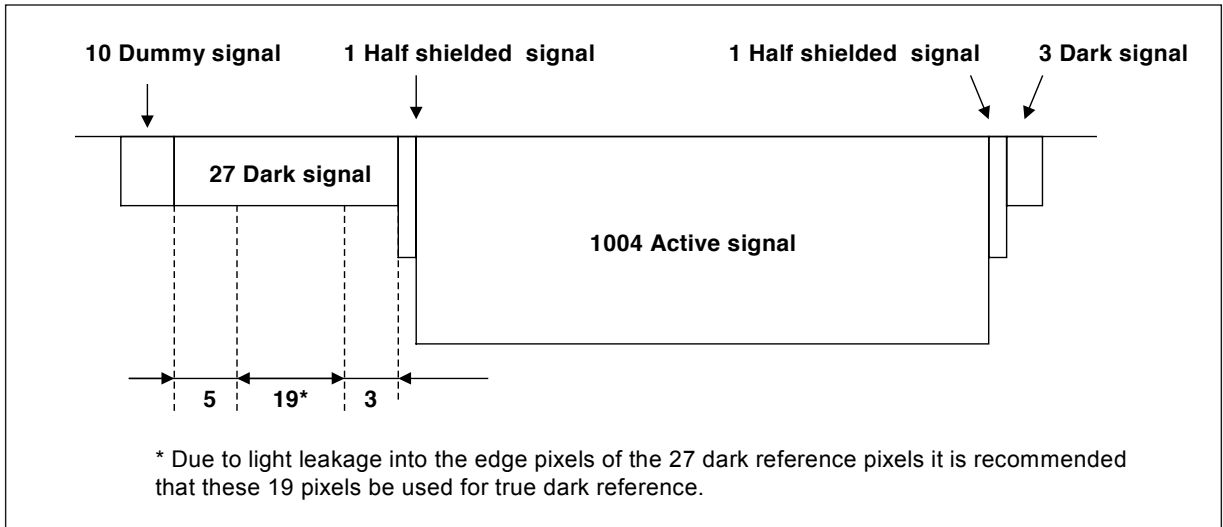 10 Dummy signal 1 Half shielded signal 1 Half shielded signal 3 Dark signal
27 Dark signal
1004 Active signal
5 19* 3
* Due to light leakage into the edge pixels of the 27 dark reference pixels it is recommended
that these 19 pixels be used for true dark reference.